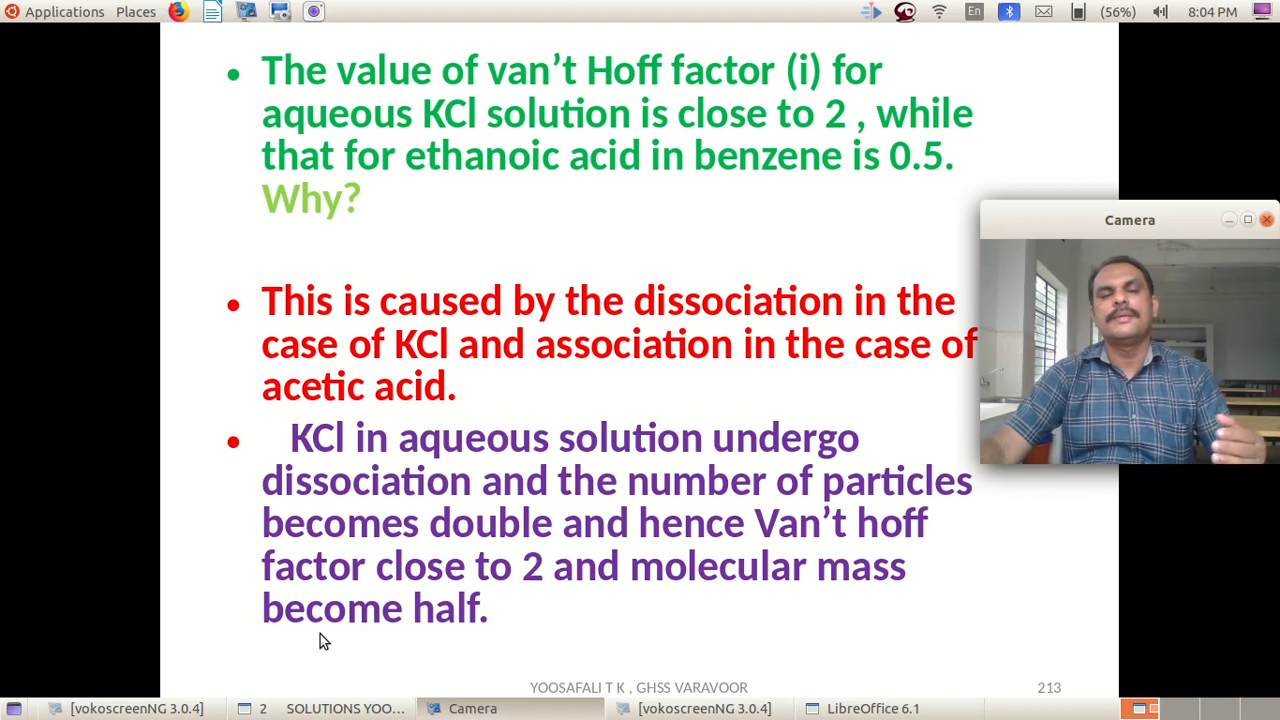 Applications Places En (56%) 8:04 PM
• The value of van’t Hoff factor (i) for
aqueous KCl solution is close to 2 , while
that for ethanoic acid in benzene is 0.5.
Why?
Camera
• This is caused by the dissociation in the
case of KCl and association in the case of
acetic acid.
• KCl in aqueous solution undergo
dissociation and the number of particles
becomes double and hence Van’t hoff
factor close to 2 and molecular mass
become half.
YOOSAFALI T K , GHSS VARAVOOR 213
[vokoscreenNG 3.0.4] 2 SOLUTIONS YOO... Camera [vokoscreenNG 3.0.4] LibreOffice 6.1